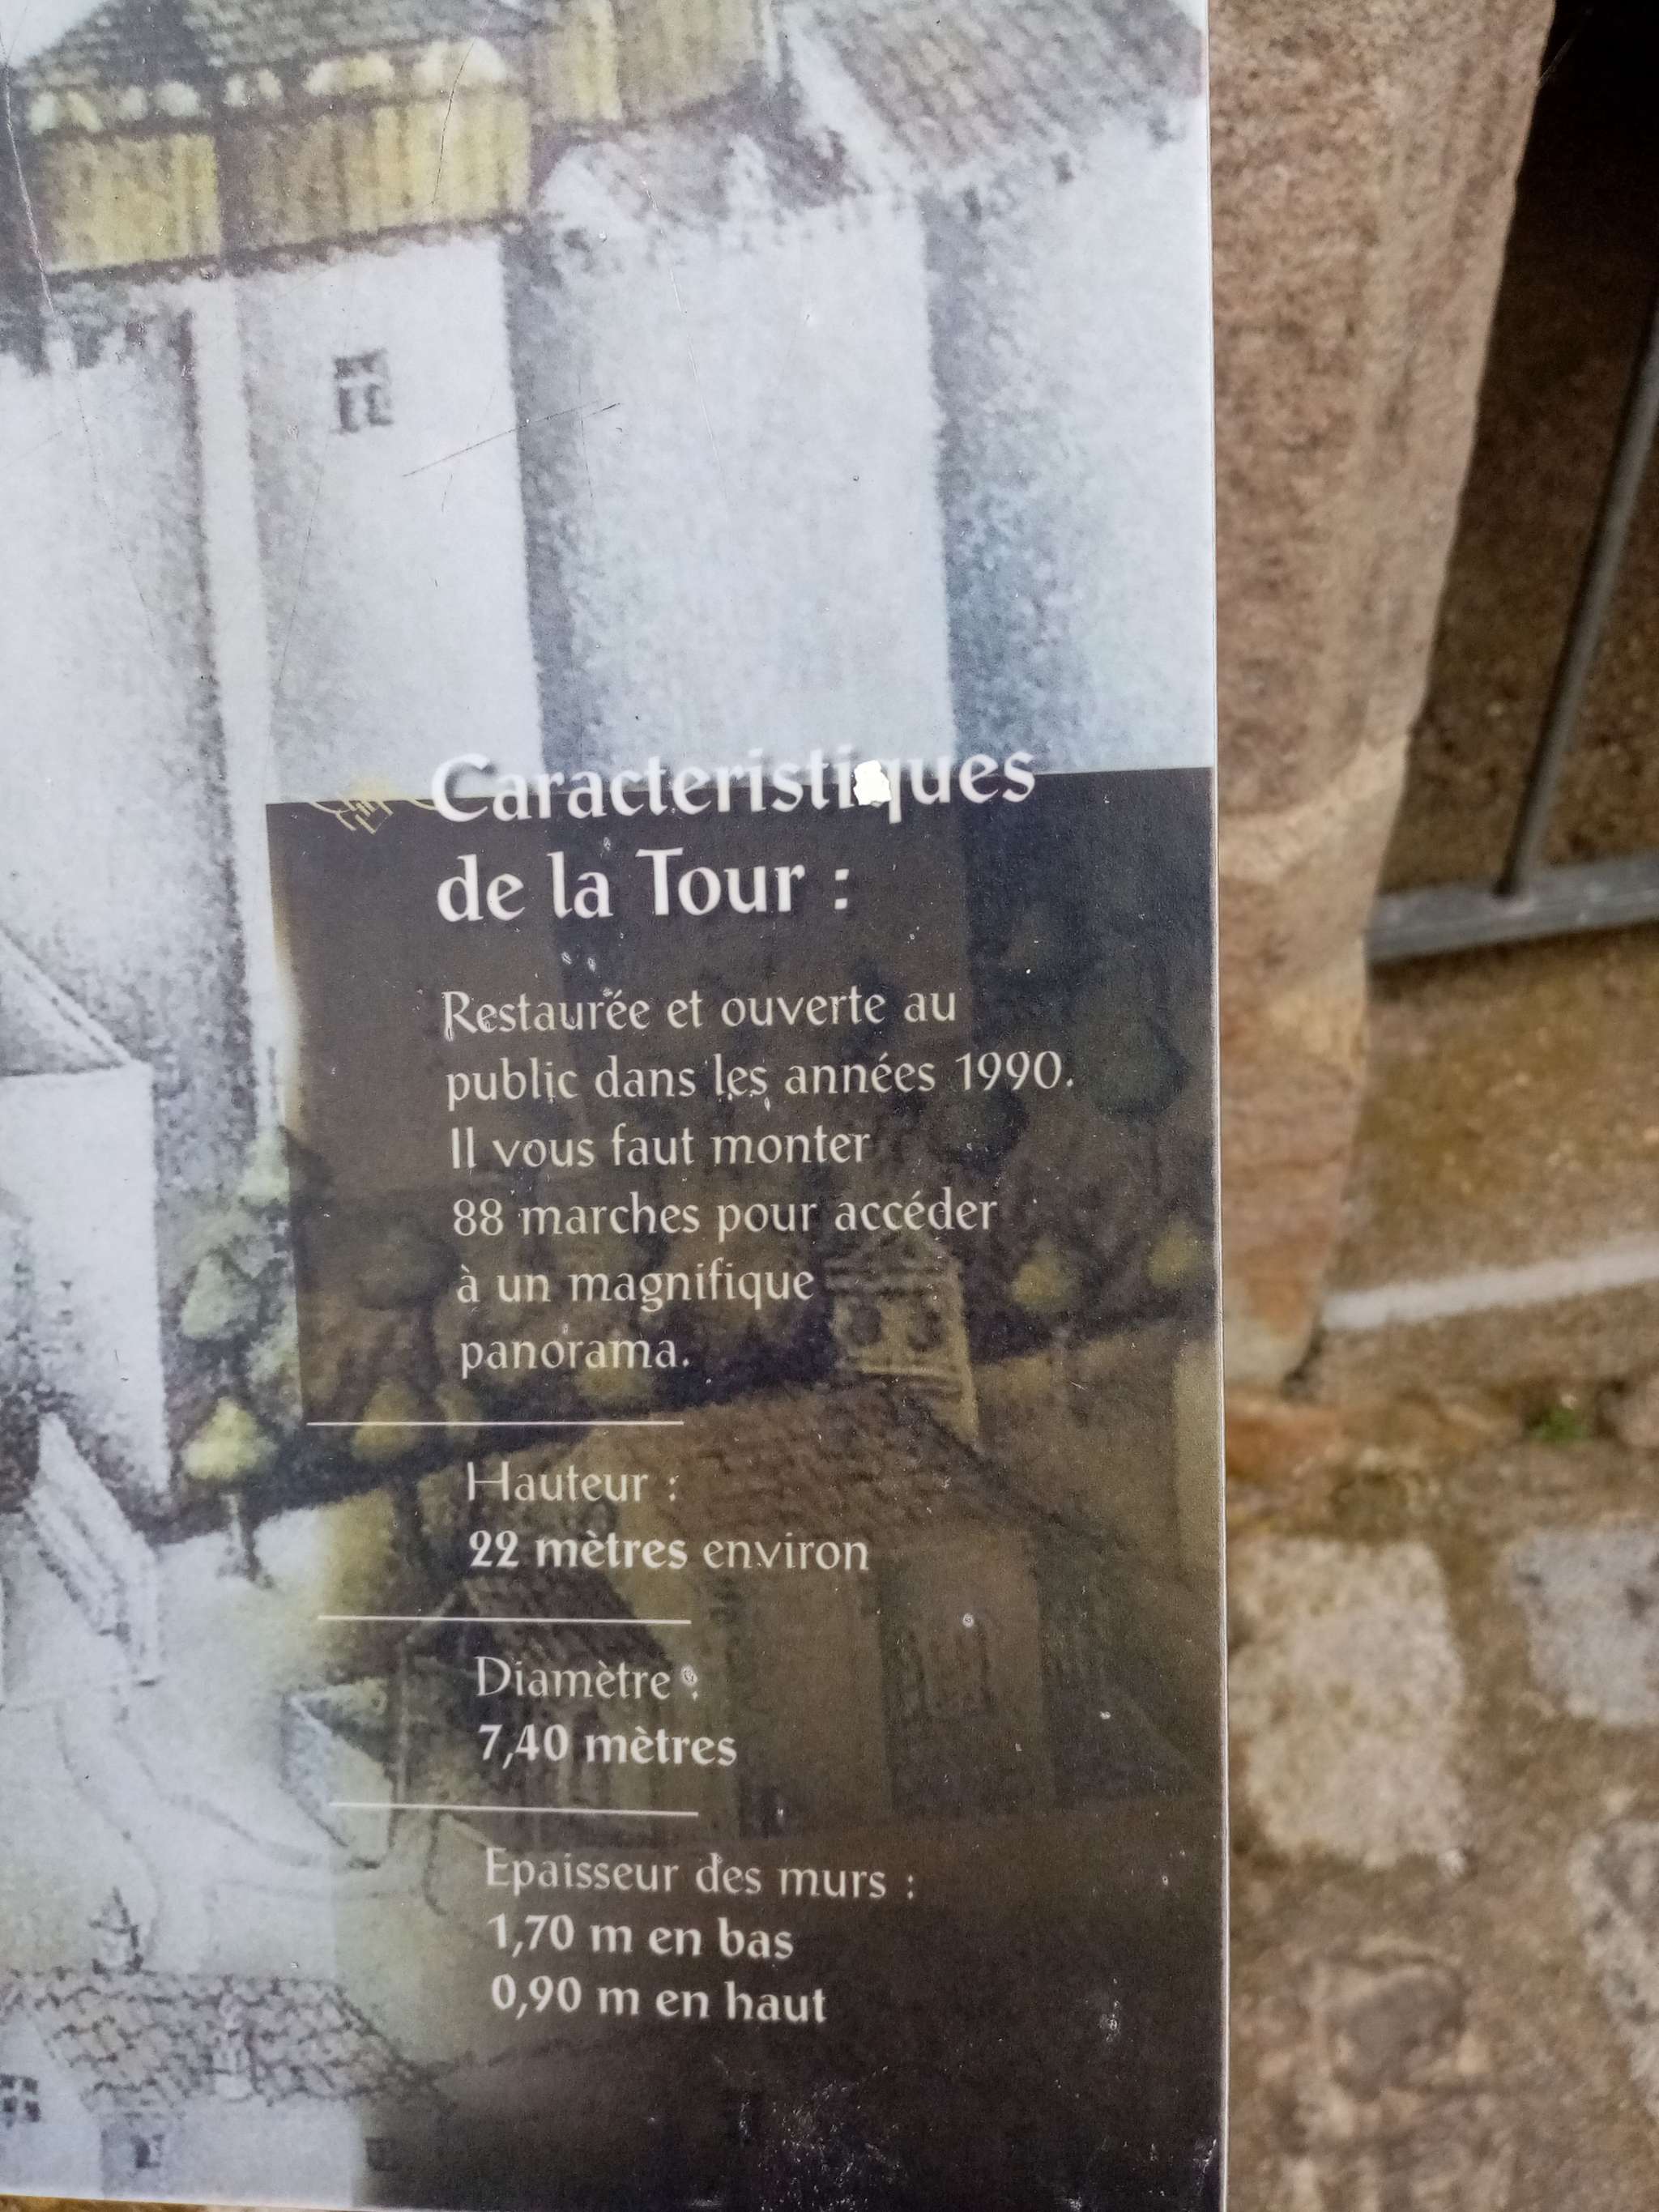 Caracteristiques
de la Tour :
Restaurée et ouverte au
public dans les années 1990.
Il vous faut monter
88 marches pour accéder
à un magnifique
panorama.
Hauteur :
22 mètres environ
Diamètre :
7,40 mètres
Epaisseur des murs :
1,70 m en bas
0,90 m en haut